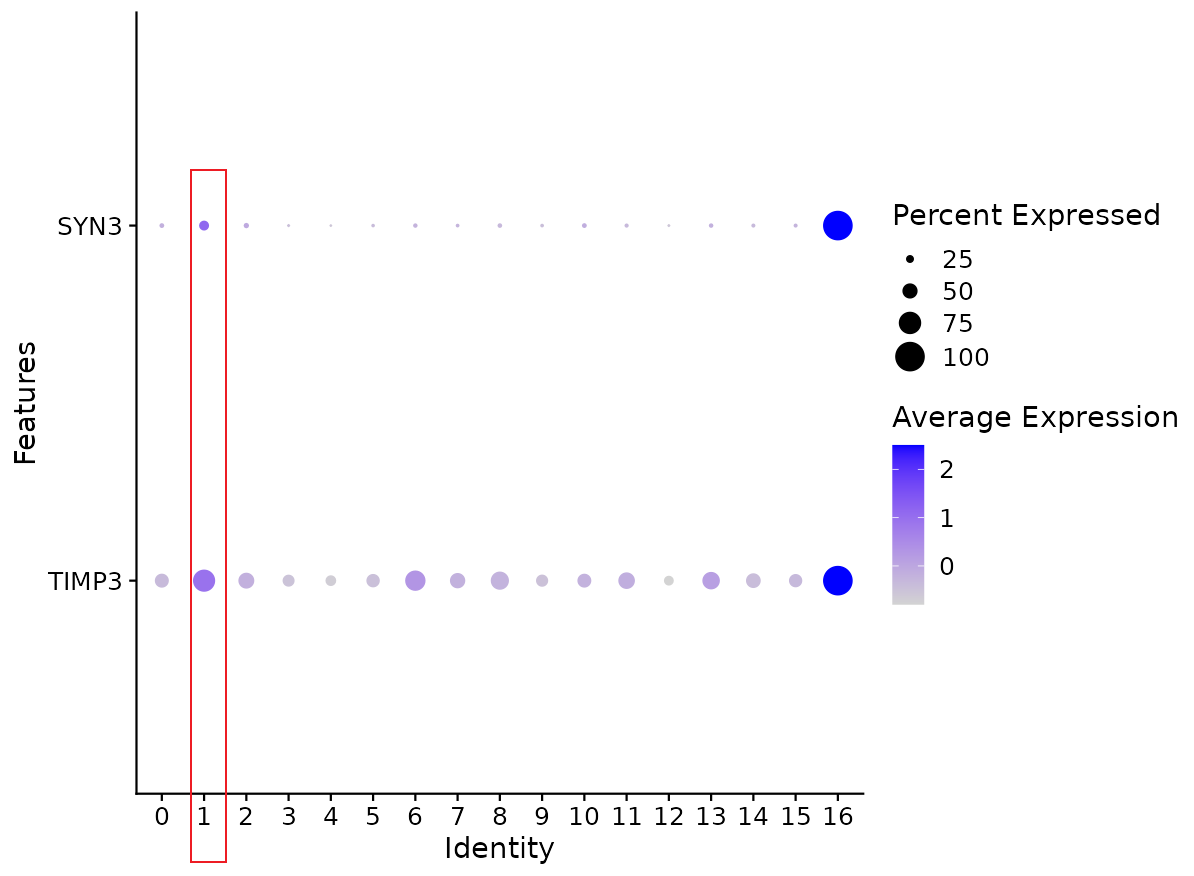 SYN3
TIMP3
Features
0 1 2 3 4 5 6 7 8 9 10 11 12 13 14 15 16
Identity
Percent Expressed
25
50
75
100
Average Expression
2
1
0